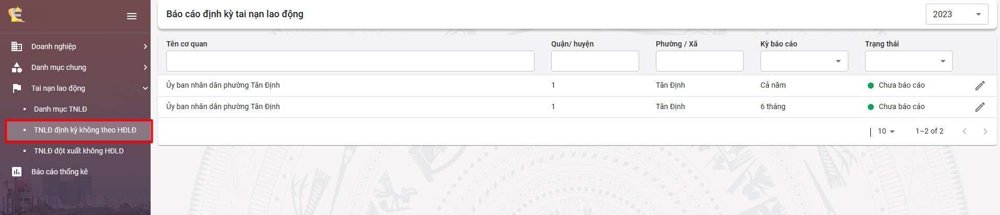 Báo cáo định kỳ tai nạn lao động
2023
Doanh nghiệp
Danh mục chung
Tai nạn lao động
Danh mục TNLĐ
TNLĐ định kỳ không theo HĐLĐ
TNLĐ đột xuất không HĐLD
Báo cáo thống kê
Tên cơ quan Quận/ huyện Phường / Xã Kỳ báo cáo Trạng thái
Ủy ban nhân dân phường Tân Định 1 Tân Định Cả năm Chưa báo cáo
Ủy ban nhân dân phường Tân Định 1 Tân Định 6 tháng Chưa báo cáo
10 1–2 of 2